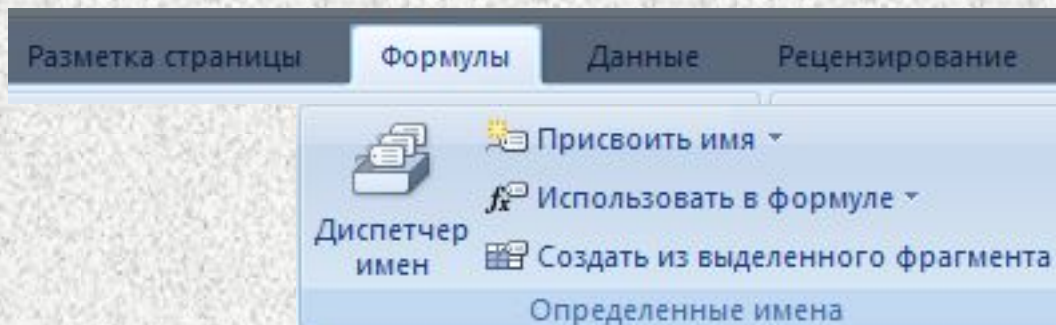 Разметка страницы Формулы Данные Рецензирование
Присвоить имя
Использовать в формуле
Диспетчер имен
Создать из выделенного фрагмента
Определенные имена